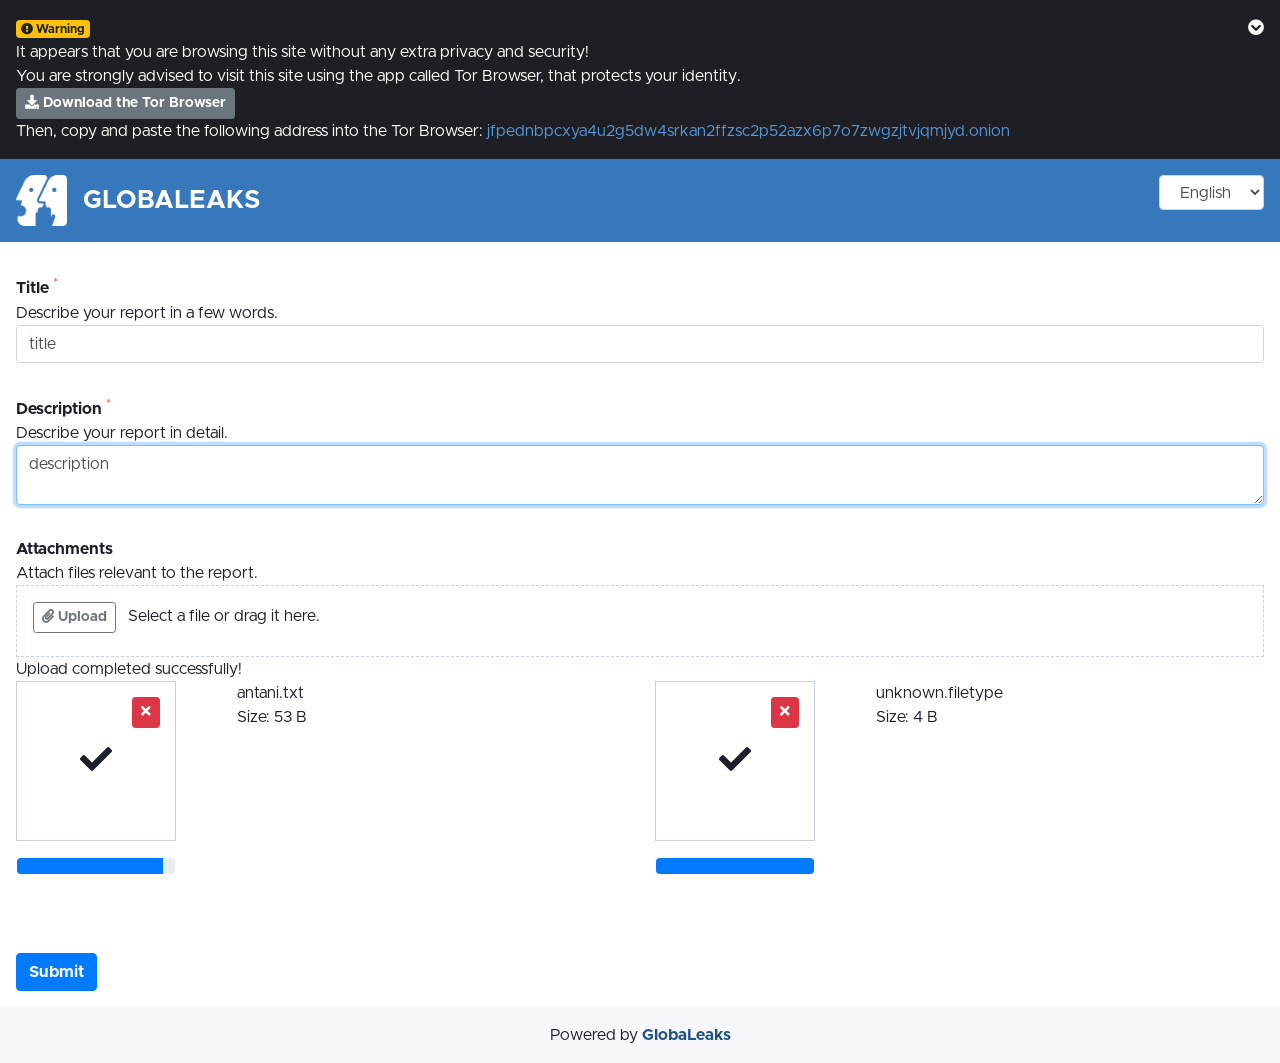 Warning
It appears that you are browsing this site without any extra privacy and security!
You are strongly advised to visit this site using the app called Tor Browser, that protects your identity.
Download the Tor Browser
Then, copy and paste the following address into the Tor Browser: jfpednbpcxya4u2g5dw4srkan2ffzsc2p52azx6p7o7zwgzjtvjqmjyd.onion
GLOBALEAKS
English
Title *
Describe your report in a few words.
title
Description *
Describe your report in detail.
description
Attachments
Attach files relevant to the report.
Upload Select a file or drag it here.
Upload completed successfully!
antani.txt
Size: 53 B
unknown.filetype
Size: 4 B
Submit
Powered by GlobaLeaks